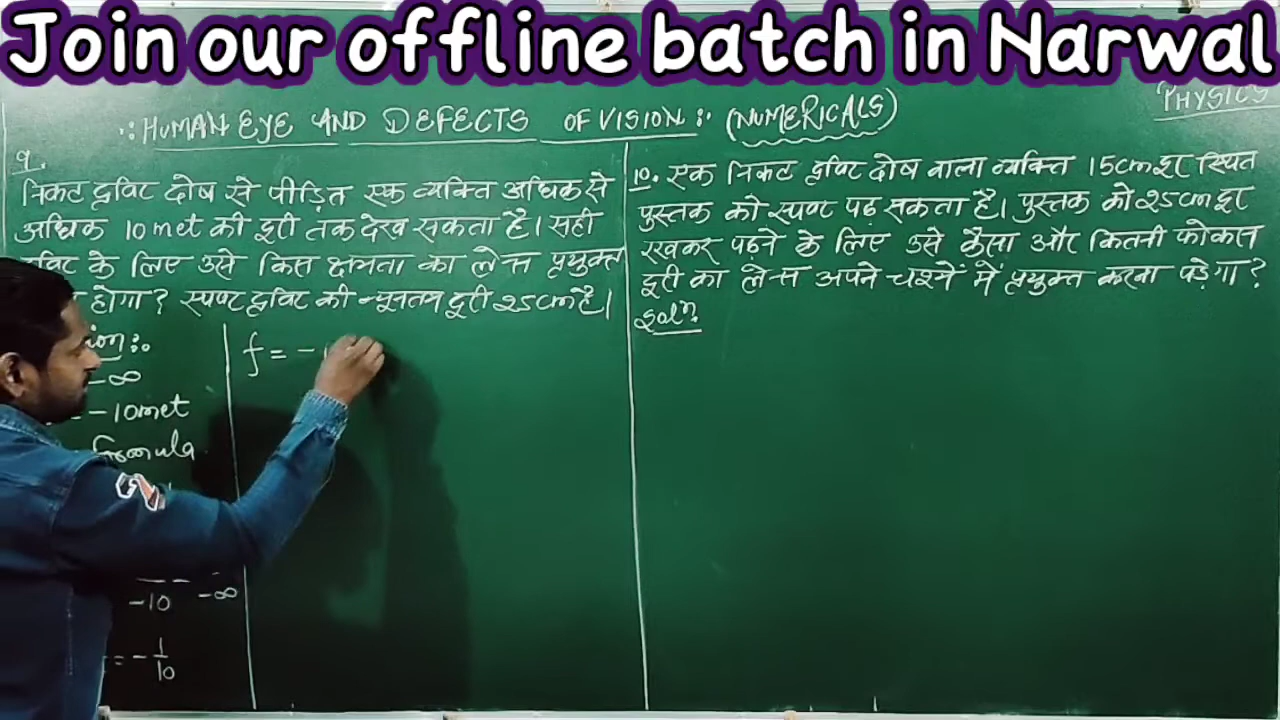 Join our offline batch in Narwal
PHYSICS
:: HUMAN EYE AND DEFECTS OF VISION :· (NUMERICALS)
9.
निकट दृष्टि दोष से पीड़ित एक व्यक्ति अधिक से
अधिक 10 met की दूरी तक देख सकता है। सही
के लिए उसे किस क्षमता का लेन्स प्रयुक्त
होगा? स्पष्ट दृष्टि की न्यूनतम दूरी 25cm है।
-∞
-10met
formula
-10 -∞
= - 1/10
f = -1
10. एक निकट दृष्टि दोष वाला व्यक्ति 15cm दूर स्थित
पुस्तक को स्पष्ट पढ़ सकता है। पुस्तक को 25cm दूर
रखकर पढ़ने के लिए उसे कैसा और कितनी फोकस
दूरी का लेन्स अपने चश्में में प्रयुक्त करना पड़ेगा?
Solⁿ: